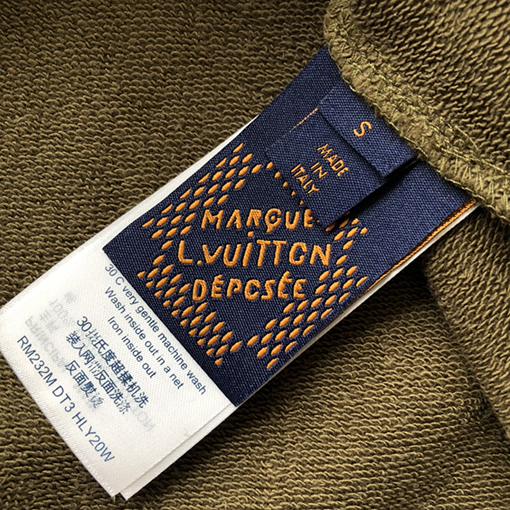 S
MADE
IN
ITALY
MARQUE
L.VUITTON
DÉPOSÉE
30 C very gentle machine wash
Wash inside out in a net
Iron inside out
30摄氏度超柔机洗
装入网兜反面洗涤
反面熨烫
RM232M DT3 HLY20W